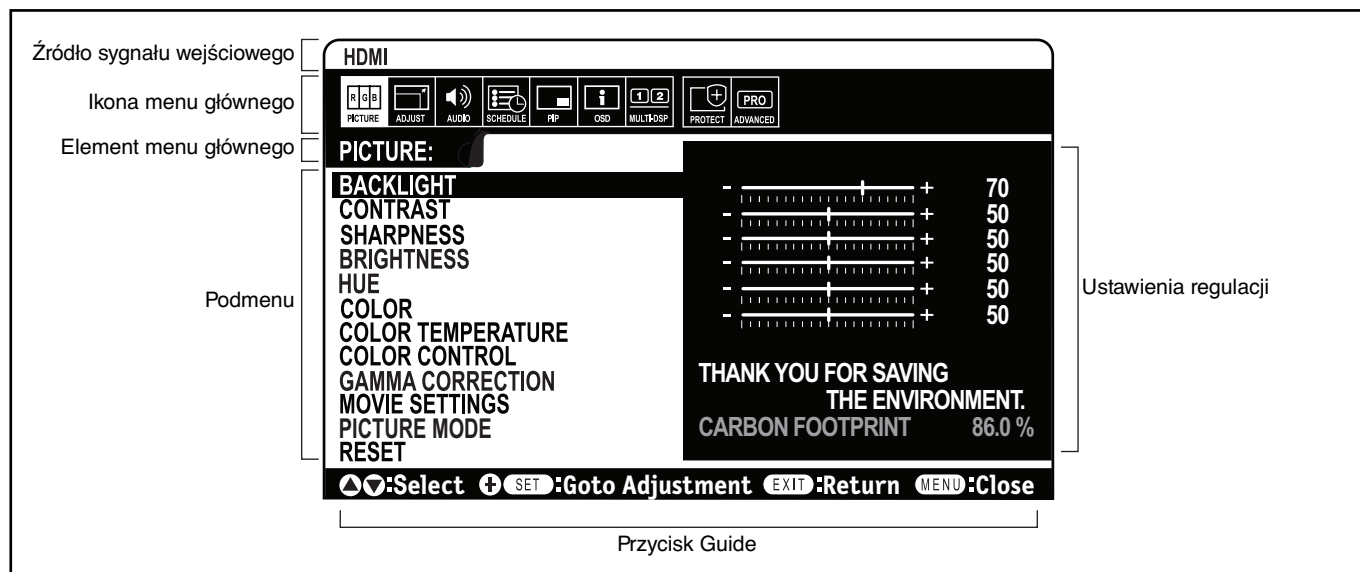 Źródło sygnału wejściowego
HDMI
Ikona menu głównego
R G B
PICTURE
ADJUST
AUDIO
SCHEDULE
PIP
i
OSD
1 2
MULTI-DSP
PROTECT
PRO
ADVANCED
Element menu głównego
PICTURE:
Podmenu
BACKLIGHT - + 70
CONTRAST - + 50
SHARPNESS - + 50
BRIGHTNESS - + 50
HUE - + 50
COLOR - + 50
COLOR TEMPERATURE
COLOR CONTROL
GAMMA CORRECTION
MOVIE SETTINGS
PICTURE MODE
RESET
THANK YOU FOR SAVING
THE ENVIRONMENT.
CARBON FOOTPRINT 86.0 %
Ustawienia regulacji
:Select + SET :Goto Adjustment EXIT :Return MENU :Close
Przycisk Guide